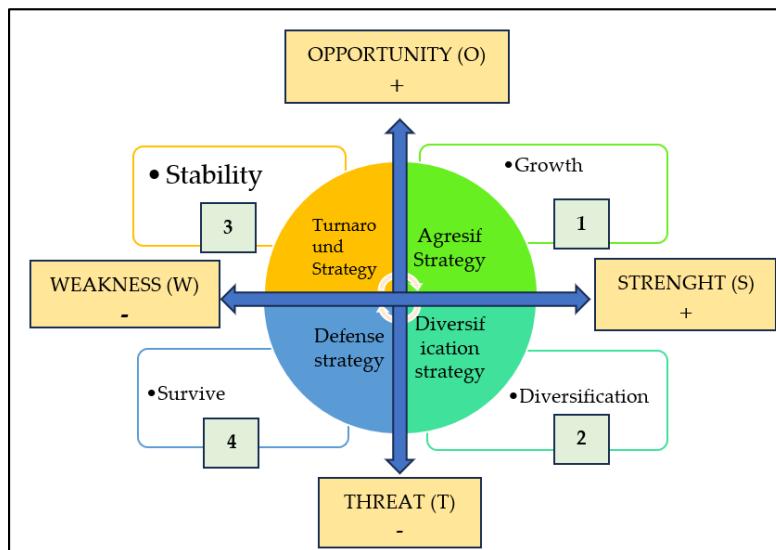 OPPORTUNITY (O)
+
• Stability
3
• Growth
1
Turnaro
und
Strategy
Agresif
Strategy
WEAKNESS (W)
-
STRENGHT (S)
+
Defense
strategy
Diversif
ication
strategy
•Survive
4
•Diversification
2
THREAT (T)
-